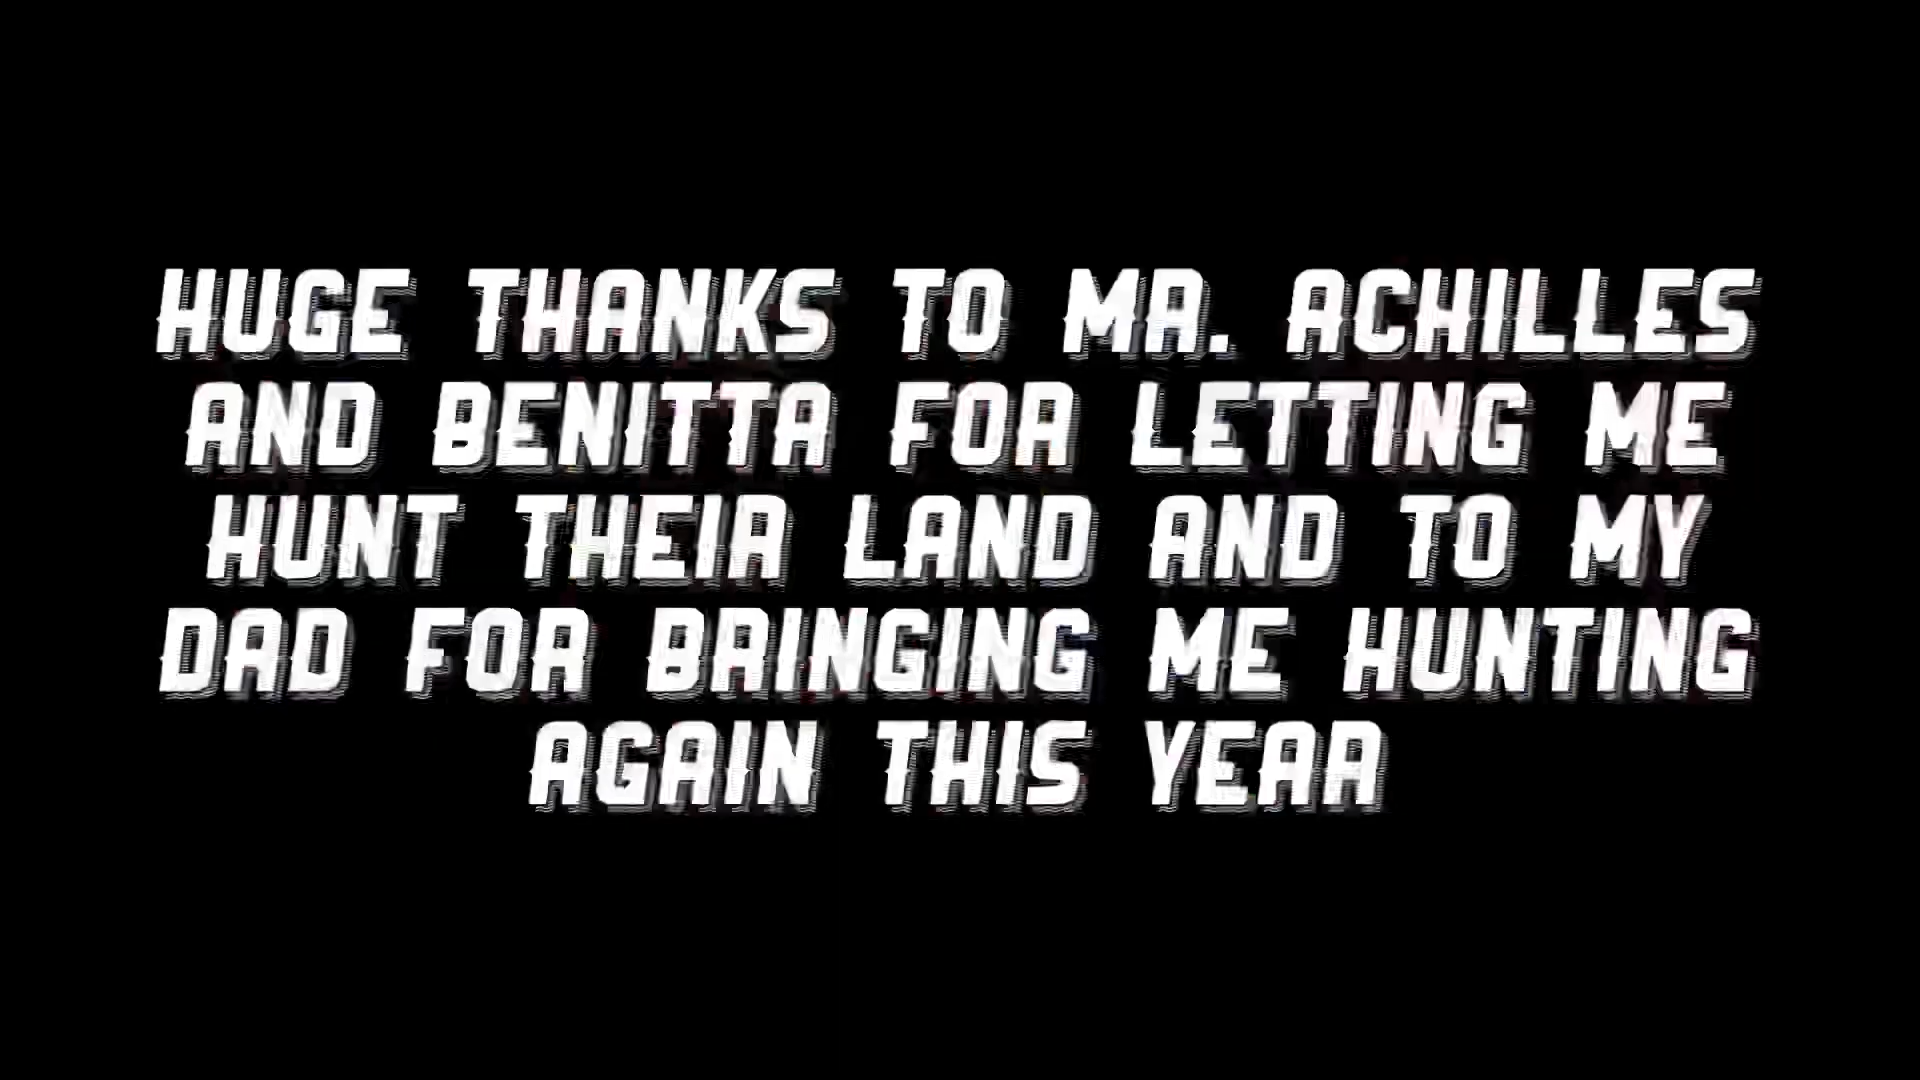 HUGE THANKS TO MR. ACHILLES
AND BENITTA FOR LETTING ME
HUNT THEIR LAND AND TO MY
DAD FOR BRINGING ME HUNTING
AGAIN THIS YEAR